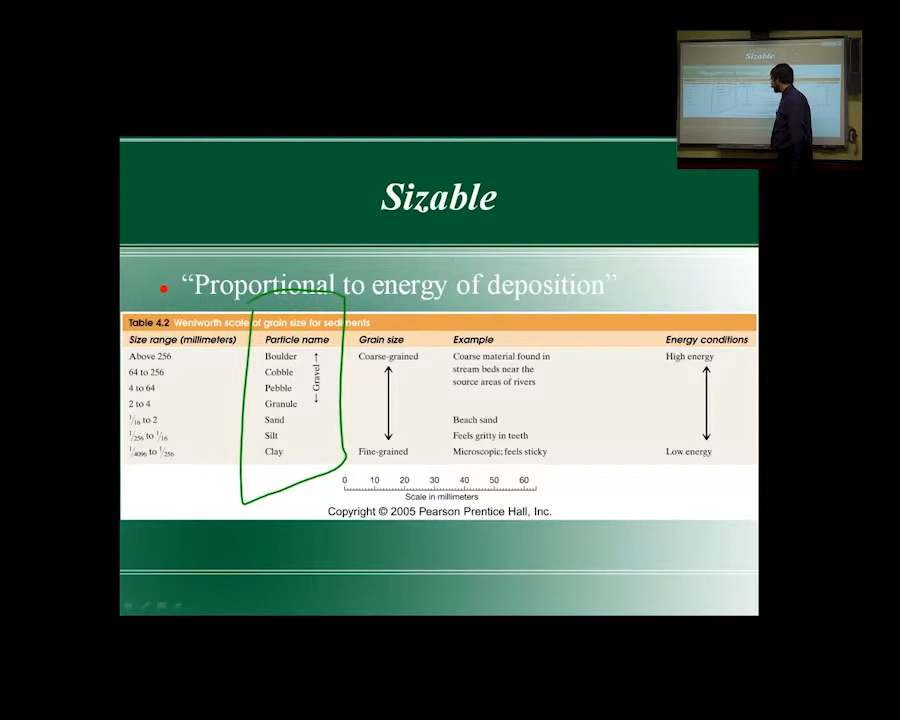 Sizable
Sizable
“Proportional to energy of deposition”
Table 4.2 Wentworth scale of grain size for sediments
Size range (millimeters) Particle name Grain size Example Energy conditions
Above 256 Boulder Coarse-grained Coarse material found in High energy
64 to 256 Cobble stream beds near the
4 to 64 Pebble source areas of rivers
← Gravel →
2 to 4 Granule
1/16 to 2 Sand Beach sand
1/256 to 1/16 Silt Feels gritty in teeth
1/4096 to 1/256 Clay Fine-grained Microscopic; feels sticky Low energy
0 10 20 30 40 50 60
Scale in millimeters
Copyright © 2005 Pearson Prentice Hall, Inc.